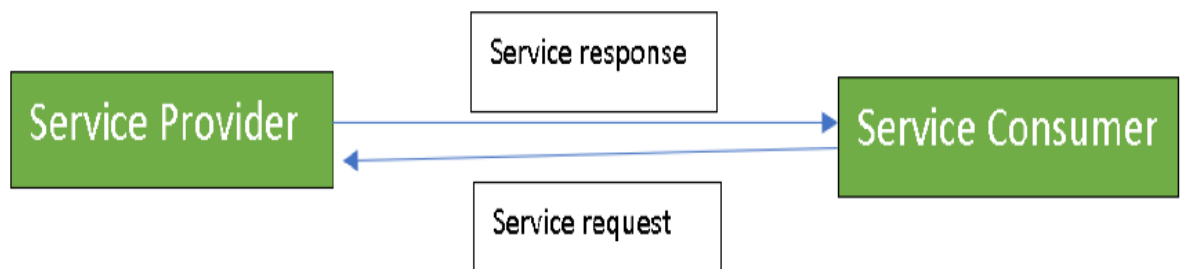 Service response
Service Provider
Service Consumer
Service request